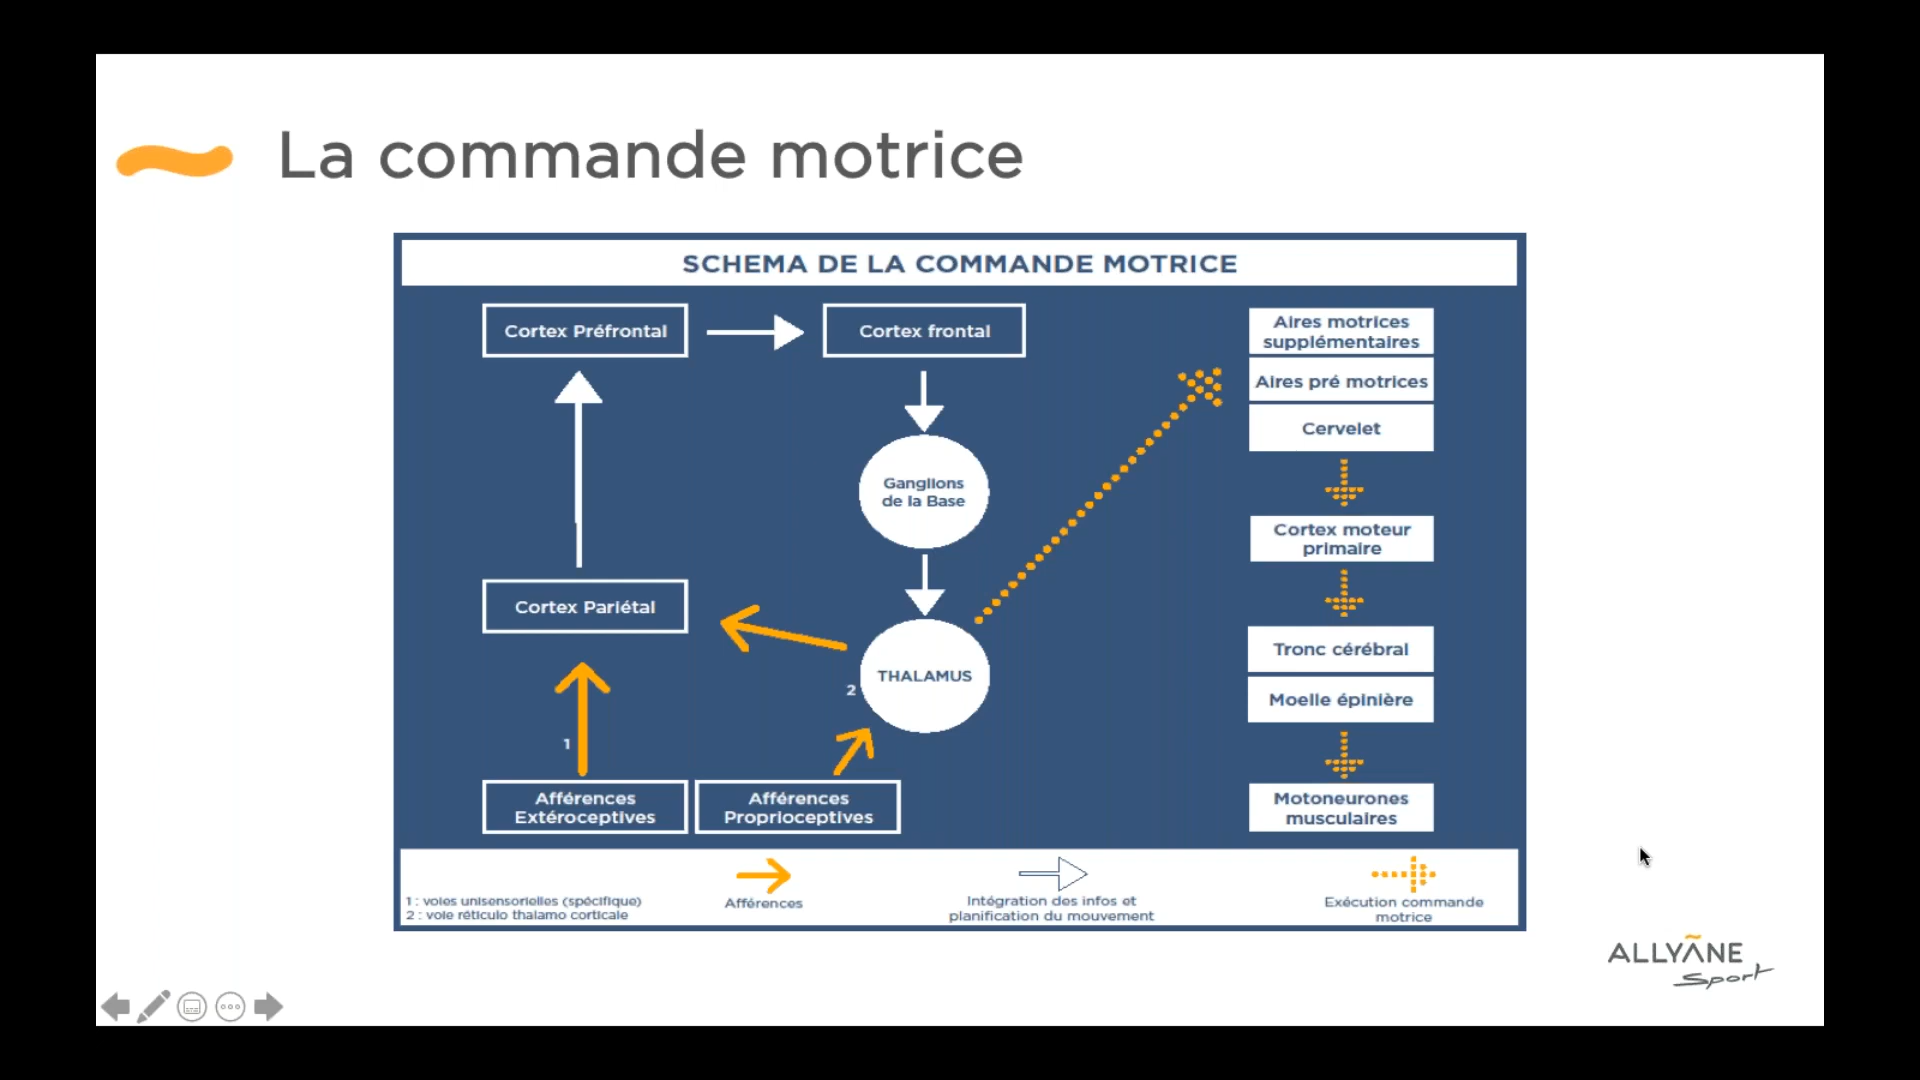 La commande motrice
SCHEMA DE LA COMMANDE MOTRICE
Cortex Préfrontal
Cortex frontal
Aires motrices
supplémentaires
Aires pré motrices
Cervelet
Ganglions
de la Base
Cortex moteur
primaire
Cortex Pariétal
THALAMUS
2
Tronc cérébral
Moelle épinière
1
Afférences
Extéroceptives
Afférences
Proprioceptives
Motoneurones
musculaires
1 : voies unisensorielles (spécifique)
2 : voie réticulo thalamo corticale
Afférences
Intégration des infos et
planification du mouvement
Exécution commande
motrice
ALLYANE
Sport